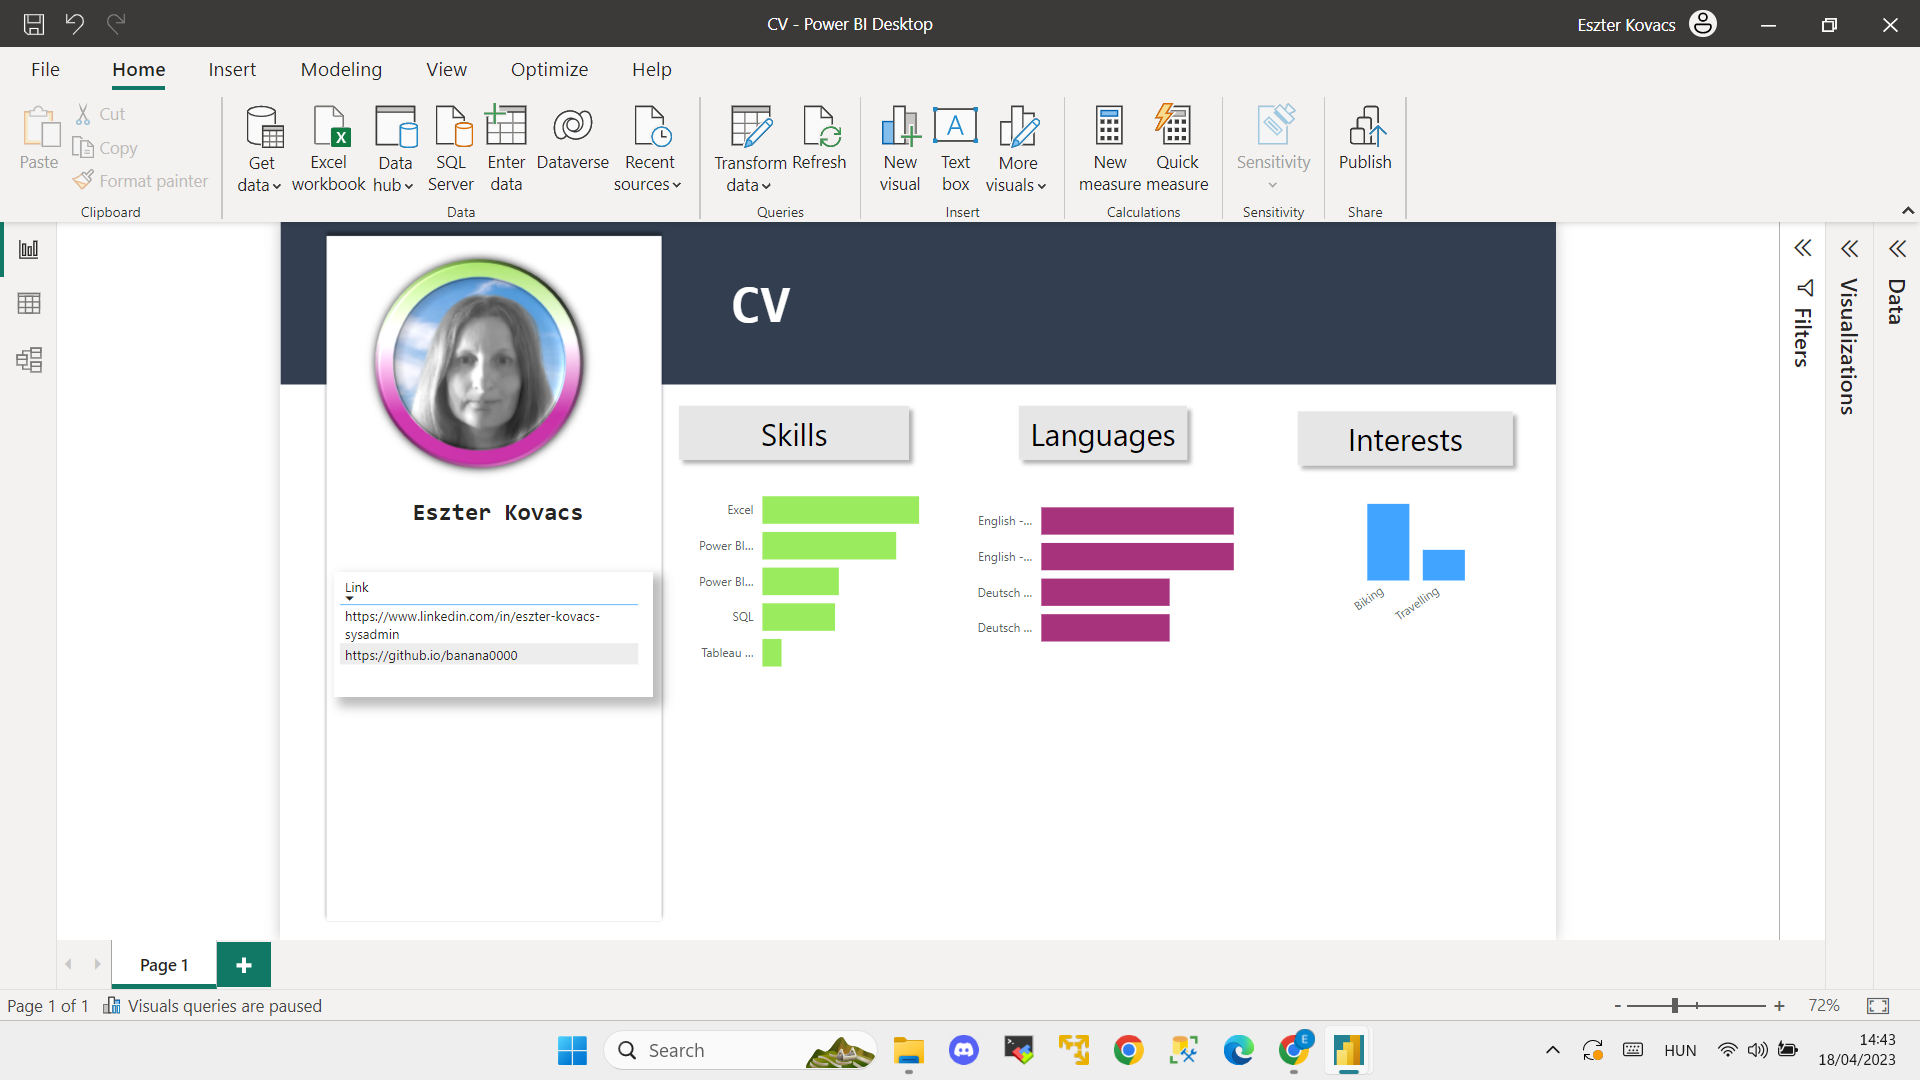 CV - Power BI Desktop
Eszter Kovacs
File
Home
Insert
Modeling
View
Optimize
Help
Paste
Cut
Copy
Format painter
Clipboard
Get data
Excel workbook
Data hub
SQL Server
Enter data
Dataverse
Recent sources
Data
Transform data
Refresh
Queries
New visual
Text box
More visuals
Insert
New measure
Quick measure
Calculations
Sensitivity
Sensitivity
Publish
Share
CV
Eszter Kovacs
Link
https://www.linkedin.com/in/eszter-kovacs-
sysadmin
https://github.io/banana0000
Skills
Excel
Power BI...
Power BI...
SQL
Tableau ...
Languages
English -...
English -...
Deutsch ...
Deutsch ...
Interests
Biking
Travelling
Filters
Visualizations
Data
Page 1
Page 1 of 1
Visuals queries are paused
- + 72%
Search
E
HUN
14:43
18/04/2023